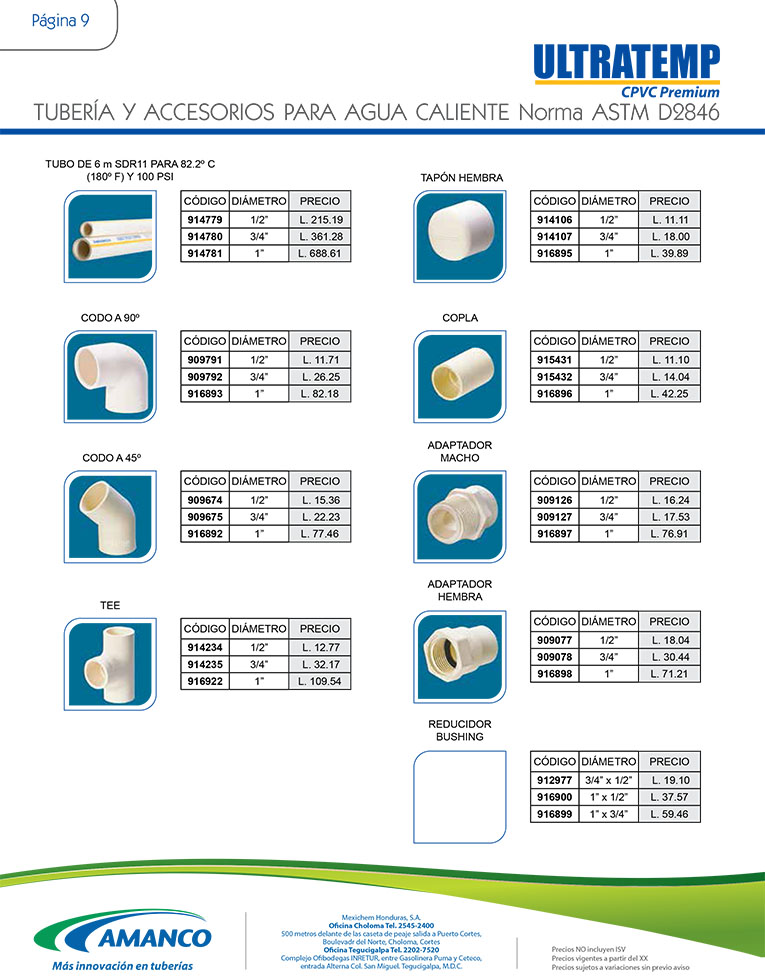 Página 9
ULTRATEMP
CPVC Premium
TUBERÍA Y ACCESORIOS PARA AGUA CALIENTE Norma ASTM D2846
TUBO DE 6 m SDR11 PARA 82.2º C
(180º F) Y 100 PSI
CÓDIGO DIÁMETRO PRECIO
914779 1/2" L. 215.19
914780 3/4" L. 361.28
914781 1" L. 688.61
AMANCO
CODO A 90º
CÓDIGO DIÁMETRO PRECIO
909791 1/2" L. 11.71
909792 3/4" L. 26.25
916893 1" L. 82.18
CODO A 45º
CÓDIGO DIÁMETRO PRECIO
909674 1/2" L. 15.36
909675 3/4" L. 22.23
916892 1" L. 77.46
TEE
CÓDIGO DIÁMETRO PRECIO
914234 1/2" L. 12.77
914235 3/4" L. 32.17
916922 1" L. 109.54
TAPÓN HEMBRA
CÓDIGO DIÁMETRO PRECIO
914106 1/2" L. 11.11
914107 3/4" L. 18.00
916895 1" L. 39.89
COPLA
CÓDIGO DIÁMETRO PRECIO
915431 1/2" L. 11.10
915432 3/4" L. 14.04
916896 1" L. 42.25
ADAPTADOR
MACHO
CÓDIGO DIÁMETRO PRECIO
909126 1/2" L. 16.24
909127 3/4" L. 17.53
916897 1" L. 76.91
ADAPTADOR
HEMBRA
CÓDIGO DIÁMETRO PRECIO
909077 1/2" L. 18.04
909078 3/4" L. 30.44
916898 1" L. 71.21
REDUCIDOR
BUSHING
CÓDIGO DIÁMETRO PRECIO
912977 3/4" x 1/2" L. 19.10
916900 1" x 1/2" L. 37.57
916899 1" x 3/4" L. 59.46
AMANCO
Más innovación en tuberías
Mexichem Honduras, S.A.
Oficina Choloma Tel. 2545-2400
500 metros delante de las caseta de peaje salida a Puerto Cortes,
Boulevadr del Norte, Choloma, Cortes
Oficina Tegucigalpa Tel. 2202-7520
Complejo Ofibodegas INRETUR, entre Gasolinera Puma y Ceteco,
entrada Alterna Col. San Miguel. Tegucigalpa, M.D.C.
Precios NO incluyen ISV
Precios vigentes a partir del XX
Precios sujetos a variaciones sin previo aviso